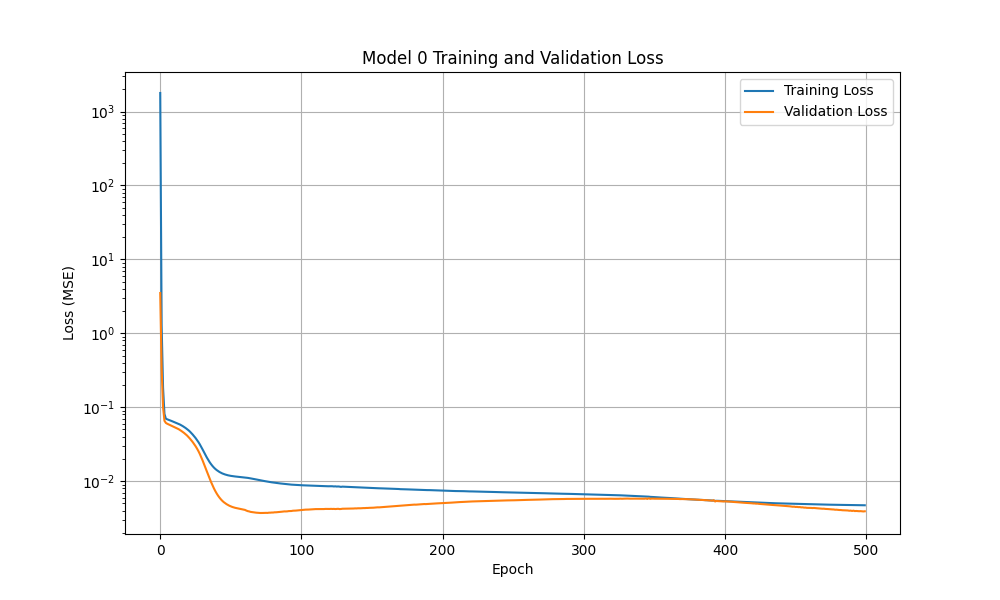 Model 0 Training and Validation Loss
Training Loss
Validation Loss
10³
10²
10¹
10⁰
10⁻¹
10⁻²
Loss (MSE)
0 100 200 300 400 500
Epoch